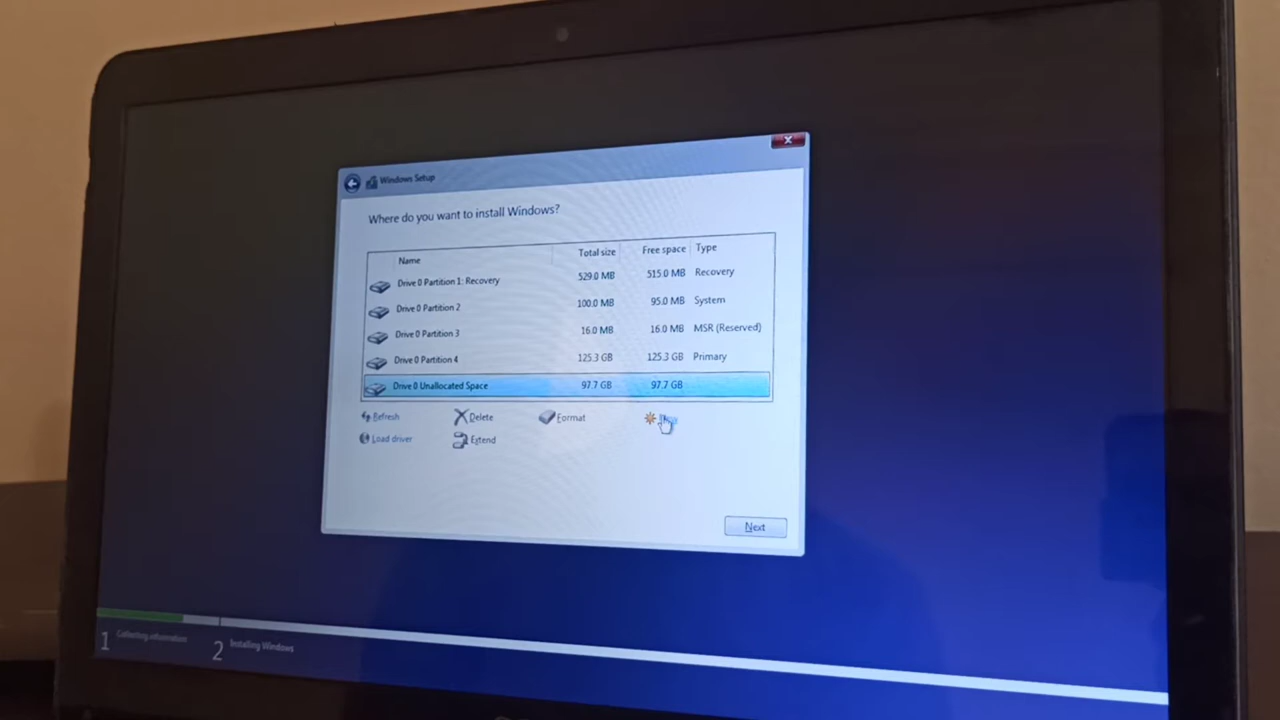 Windows Setup
Where do you want to install Windows?
Name Total size Free space Type
Drive 0 Partition 1: Recovery 529.0 MB 515.0 MB Recovery
Drive 0 Partition 2 100.0 MB 95.0 MB System
Drive 0 Partition 3 16.0 MB 16.0 MB MSR (Reserved)
Drive 0 Partition 4 125.3 GB 125.3 GB Primary
Drive 0 Unallocated Space 97.7 GB 97.7 GB
Refresh Delete Format
Load driver Extend
Next
1 Collecting information
2 Installing Windows